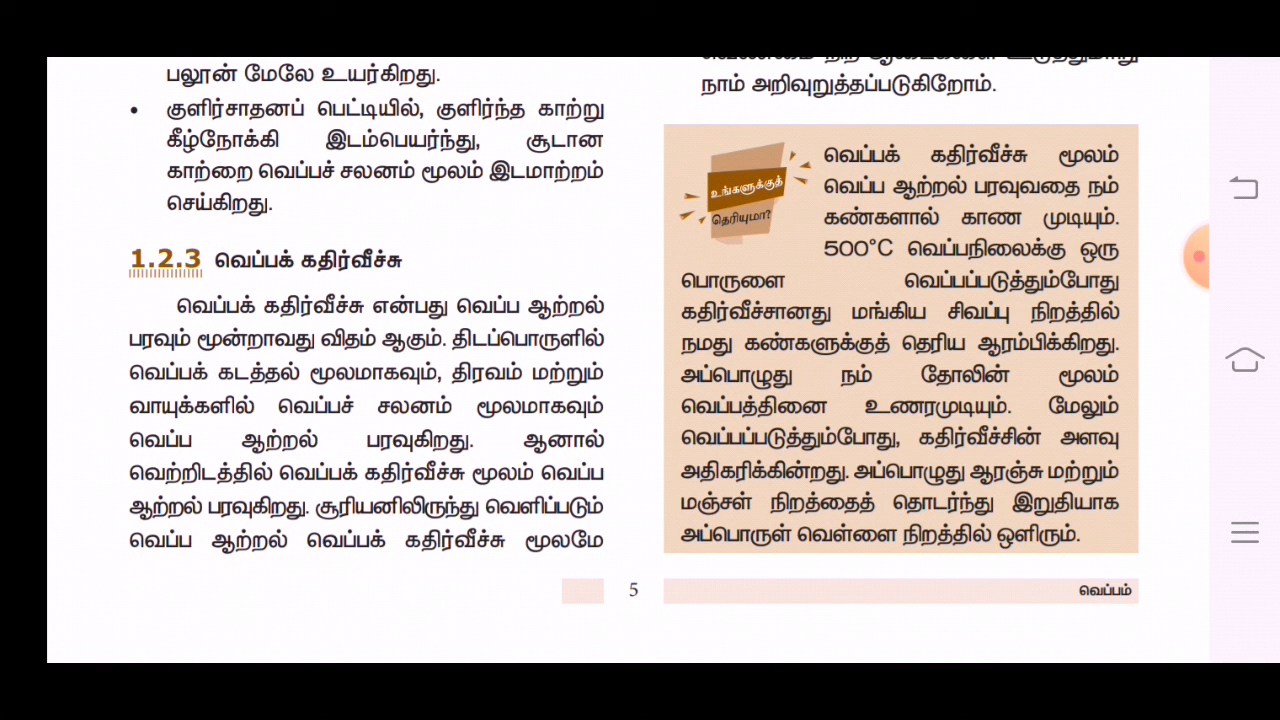 பலூன் மேலே உயர்கிறது.
• குளிர்சாதனப் பெட்டியில், குளிர்ந்த காற்று
கீழ்நோக்கி இடம்பெயர்ந்து, சூடான
காற்றை வெப்பச் சலனம் மூலம் இடமாற்றம்
செய்கிறது.
1.2.3 வெப்பக் கதிர்வீச்சு
வெப்பக் கதிர்வீச்சு என்பது வெப்ப ஆற்றல்
பரவும் மூன்றாவது விதம் ஆகும். திடப்பொருளில்
வெப்பக் கடத்தல் மூலமாகவும், திரவம் மற்றும்
வாயுக்களில் வெப்பச் சலனம் மூலமாகவும்
வெப்ப ஆற்றல் பரவுகிறது. ஆனால்
வெற்றிடத்தில் வெப்பக் கதிர்வீச்சு மூலம் வெப்ப
ஆற்றல் பரவுகிறது. சூரியனிலிருந்து வெளிப்படும்
வெப்ப ஆற்றல் வெப்பக் கதிர்வீச்சு மூலமே
நாம் அறிவுறுத்தப்படுகிறோம்.
உங்களுக்குத்
தெரியுமா?
வெப்பக் கதிர்வீச்சு மூலம்
வெப்ப ஆற்றல் பரவுவதை நம்
கண்களால் காண முடியும்.
500°C வெப்பநிலைக்கு ஒரு
பொருளை வெப்பப்படுத்தும்போது
கதிர்வீச்சானது மங்கிய சிவப்பு நிறத்தில்
நமது கண்களுக்குத் தெரிய ஆரம்பிக்கிறது.
அப்பொழுது நம் தோலின் மூலம்
வெப்பத்தினை உணரமுடியும். மேலும்
வெப்பப்படுத்தும்போது, கதிர்வீச்சின் அளவு
அதிகரிக்கின்றது. அப்பொழுது ஆரஞ்சு மற்றும்
மஞ்சள் நிறத்தைத் தொடர்ந்து இறுதியாக
அப்பொருள் வெள்ளை நிறத்தில் ஒளிரும்.
5
வெப்பம்